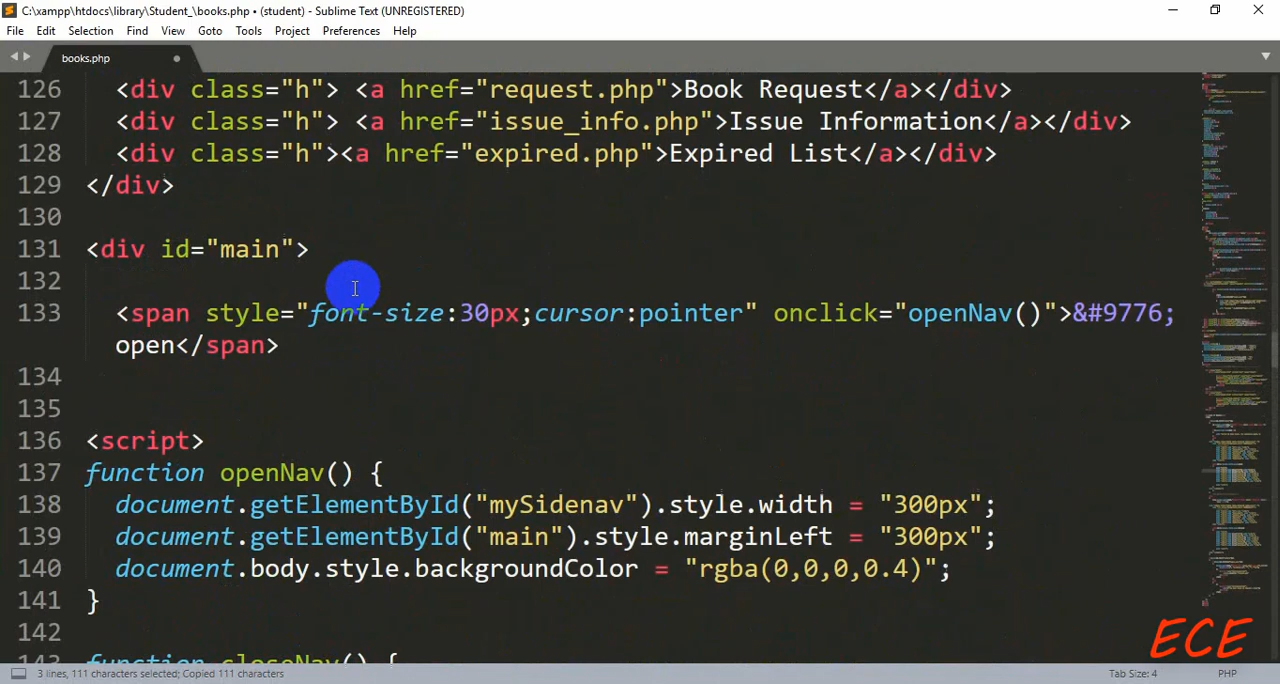 C:\xampp\htdocs\library\Student_\books.php • (student) - Sublime Text (UNREGISTERED)
File Edit Selection Find View Goto Tools Project Preferences Help
books.php
126 <div class="h"> <a href="request.php">Book Request</a></div>
127 <div class="h"> <a href="issue_info.php">Issue Information</a></div>
128 <div class="h"><a href="expired.php">Expired List</a></div>
129 </div>
130
131 <div id="main">
132
133 <span style="font-size:30px;cursor:pointer" onclick="openNav()">&#9776;
open</span>
134
135
136 <script>
137 function openNav() {
138 document.getElementById("mySidenav").style.width = "300px";
139 document.getElementById("main").style.marginLeft = "300px";
140 document.body.style.backgroundColor = "rgba(0,0,0,0.4)";
141 }
142
143 function closeNav() {
ECE
3 lines, 111 characters selected; Copied 111 characters Tab Size: 4 PHP